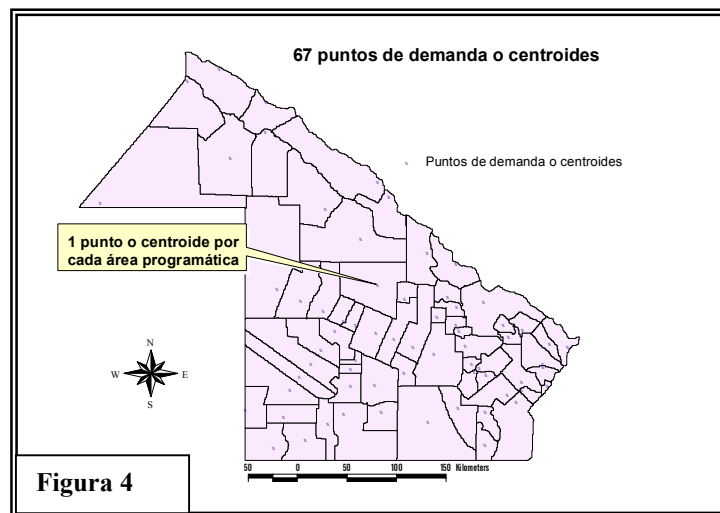 67 puntos de demanda o centroides
Puntos de demanda o centroides
1 punto o centroide por
cada área programática
N
W E
S
50 0 50 100 150 Kilometers
Figura 4